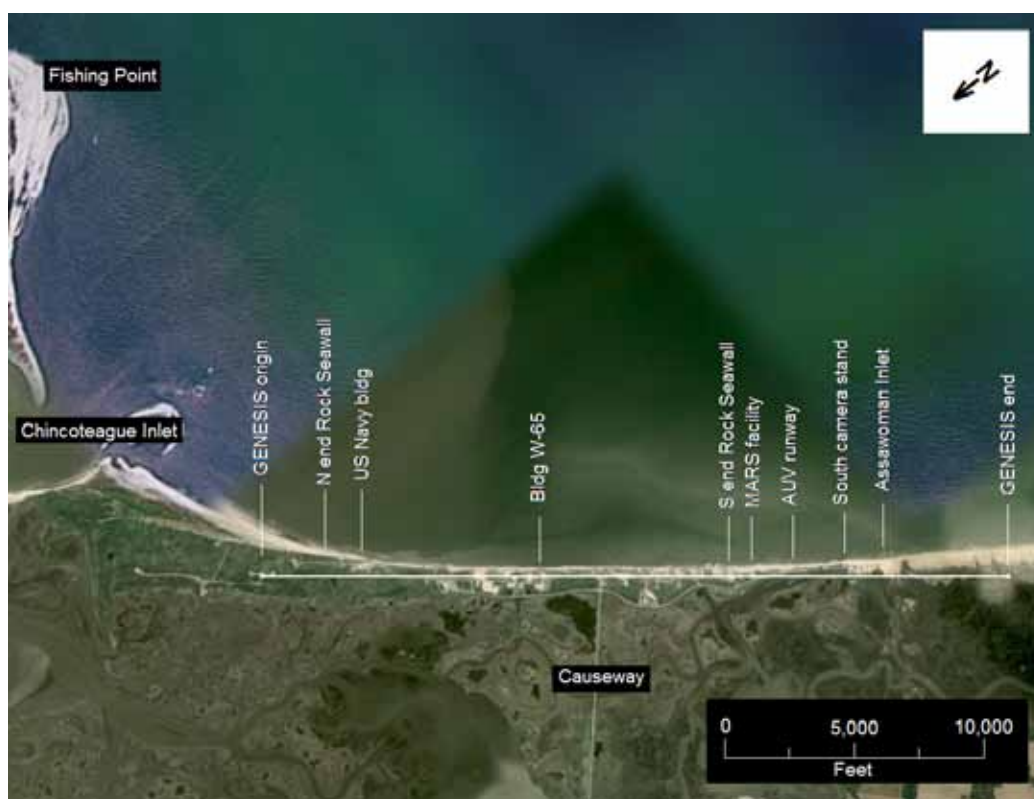 Fishing Point
N
Chincoteague Inlet
GENESIS origin
N end Rock Seawall
US Navy bldg
Bldg W-65
S end Rock Seawall
MARS facility
AUV runway
South camera stand
Assawoman Inlet
GENESIS end
Causeway
0 5,000 10,000
Feet